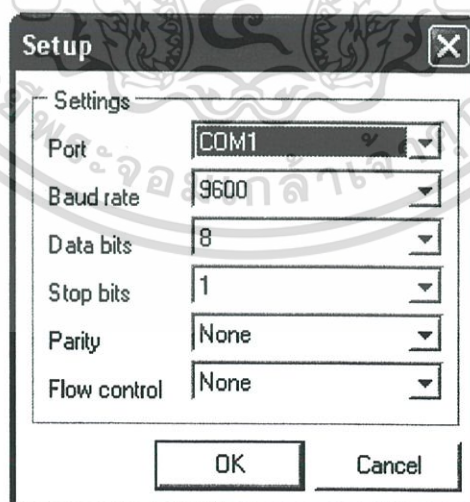 Setup
Settings
Port COM1
Baud rate 9600
Data bits 8
Stop bits 1
Parity None
Flow control None
OK Cancel